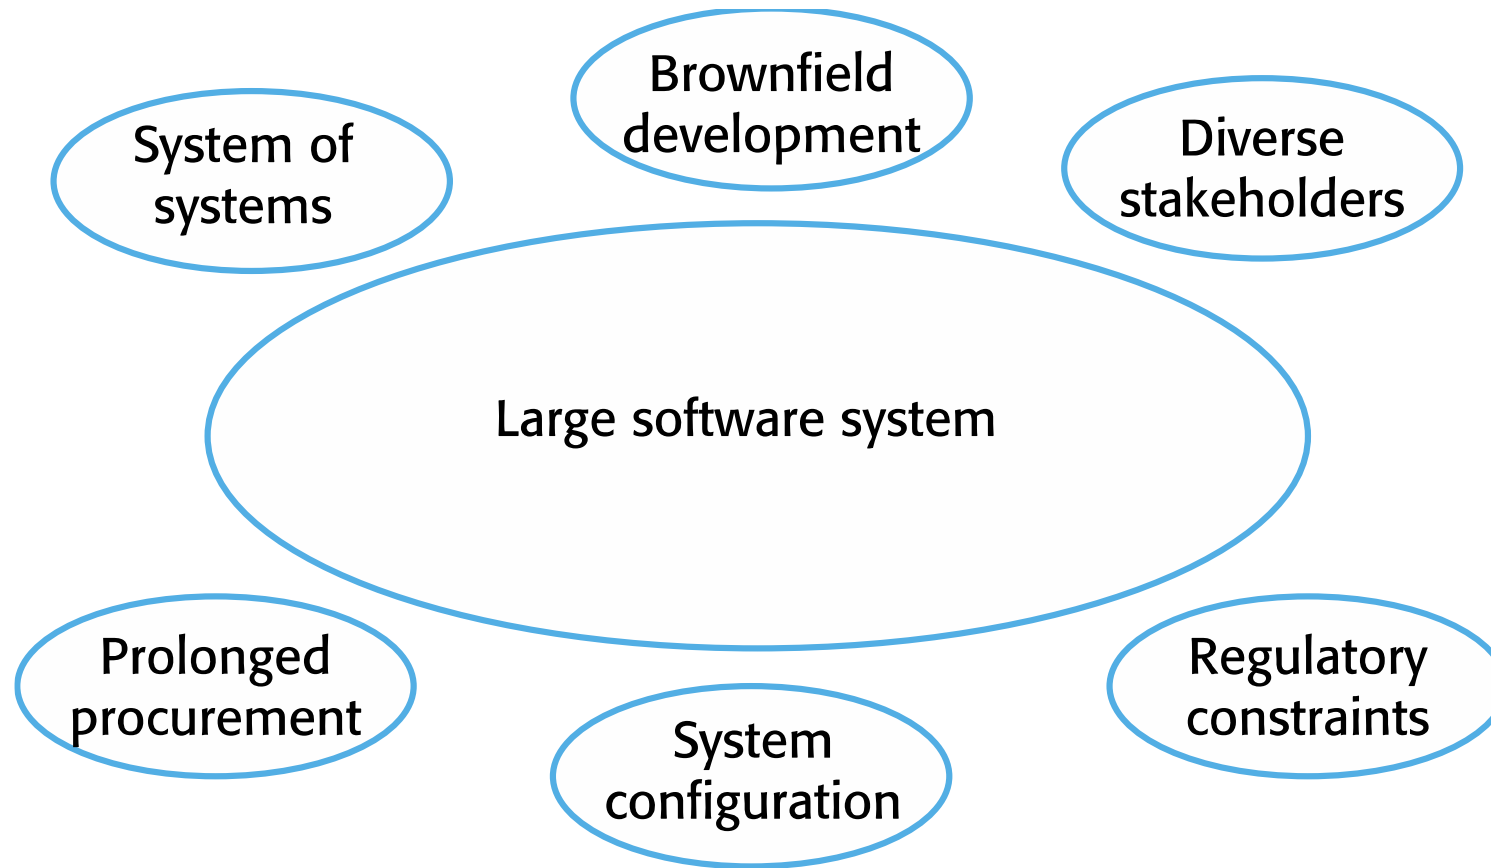 Brownfield
development
System of
systems
Diverse
stakeholders
Large software system
Prolonged
procurement
System
configuration
Regulatory
constraints